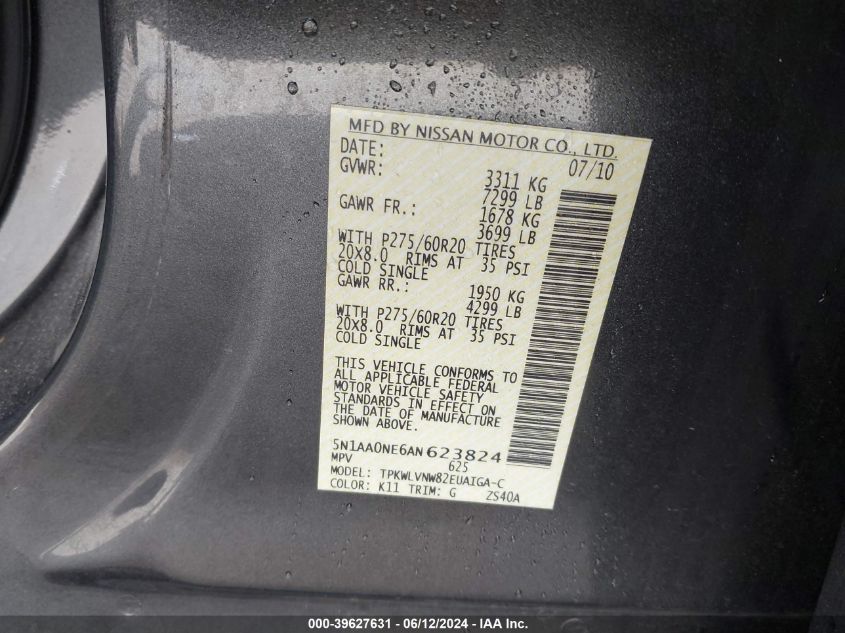 MFD BY NISSAN MOTOR CO., LTD.
DATE: 07/10
GVWR: 3311 KG
7299 LB
GAWR FR.: 1678 KG
3699 LB
WITH P275/60R20 TIRES
20X8.0 RIMS AT 35 PSI
COLD SINGLE
GAWR RR.: 1950 KG
4299 LB
WITH P275/60R20 TIRES
20X8.0 RIMS AT 35 PSI
COLD SINGLE
THIS VEHICLE CONFORMS TO
ALL APPLICABLE FEDERAL
MOTOR VEHICLE SAFETY
STANDARDS IN EFFECT ON
THE DATE OF MANUFACTURE
SHOWN ABOVE.
5N1AA0NE6AN623824
MPV 625
MODEL: TPKWLVNW82EUAIGA-C
COLOR: K11 TRIM: G ZS40A
000-39627631 - 06/12/2024 - IAA Inc.